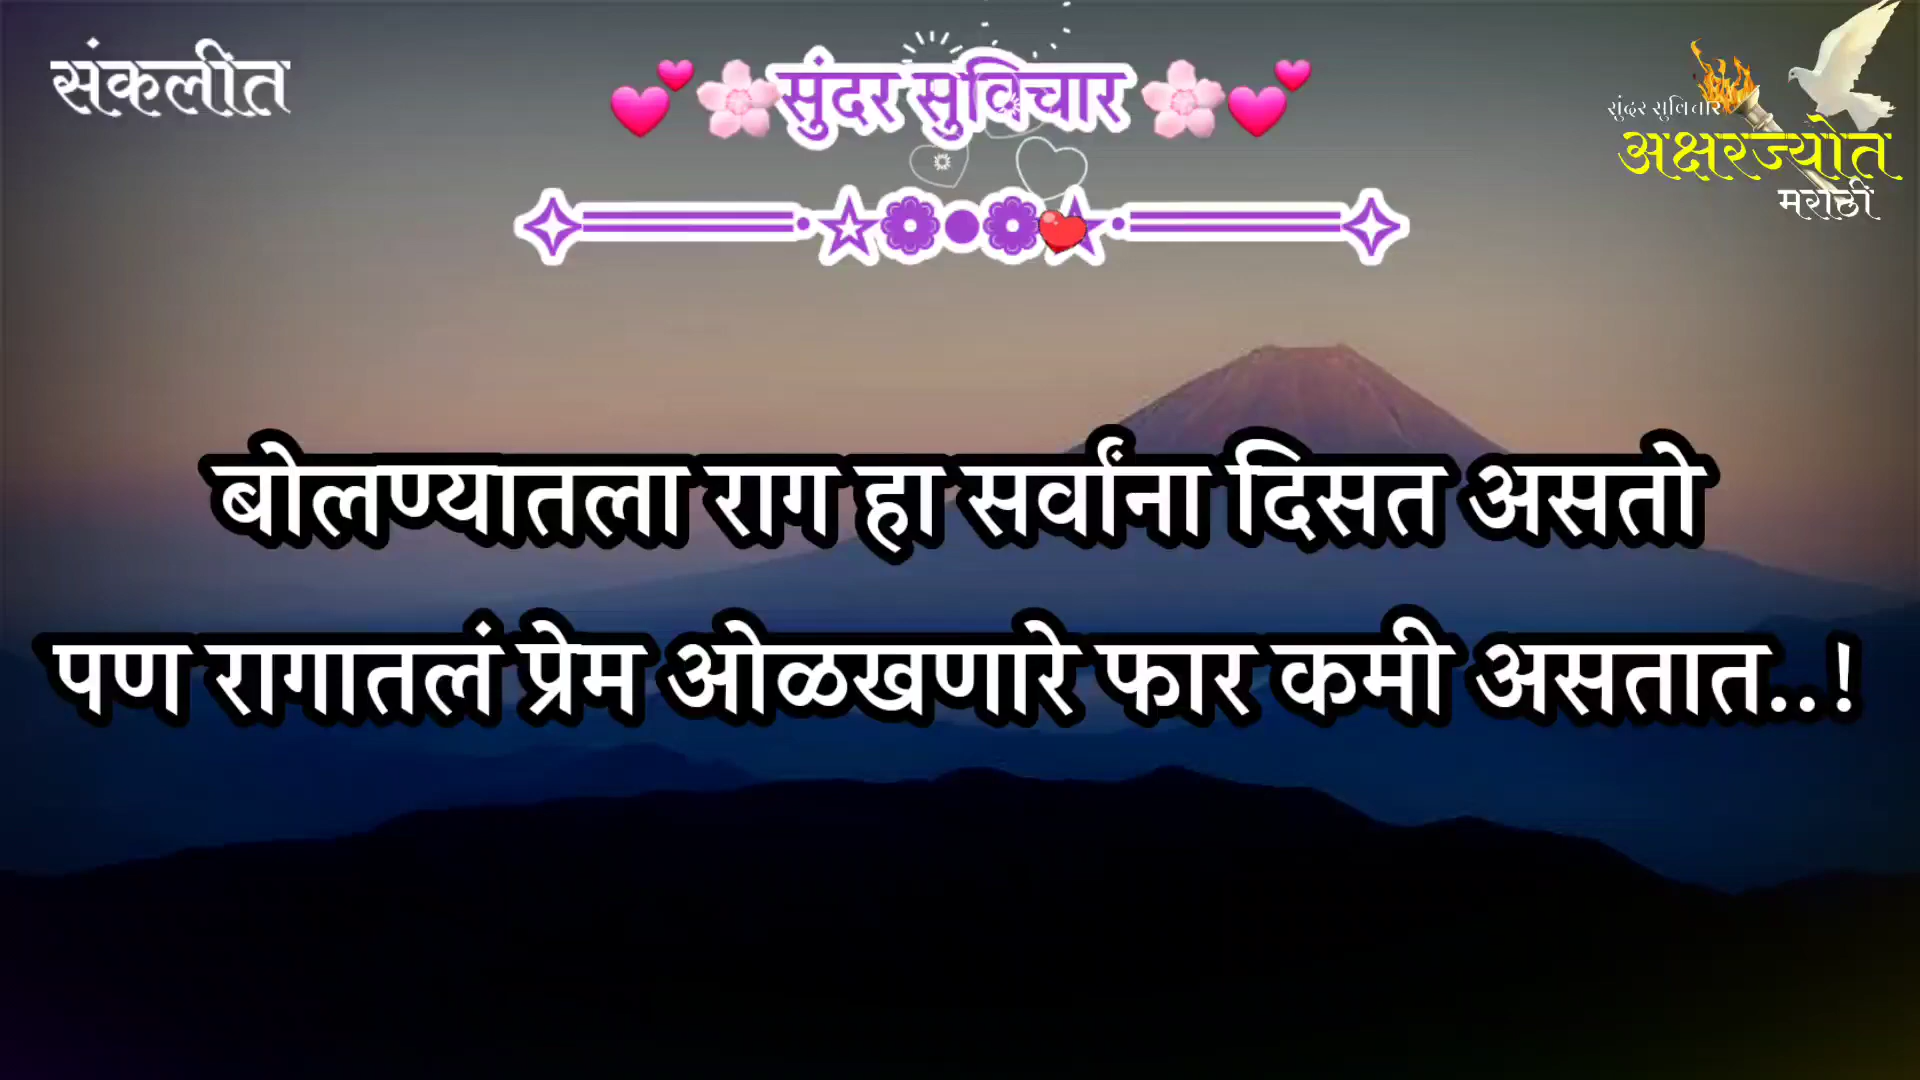 संकलीत
💕🌸सुंदर सुविचार 🌸💕
सुंदर सुविचार
अक्षरज्योत
मराठी
बोलण्यातला राग हा सर्वांना दिसत असतो
पण रागातलं प्रेम ओळखणारे फार कमी असतात..!